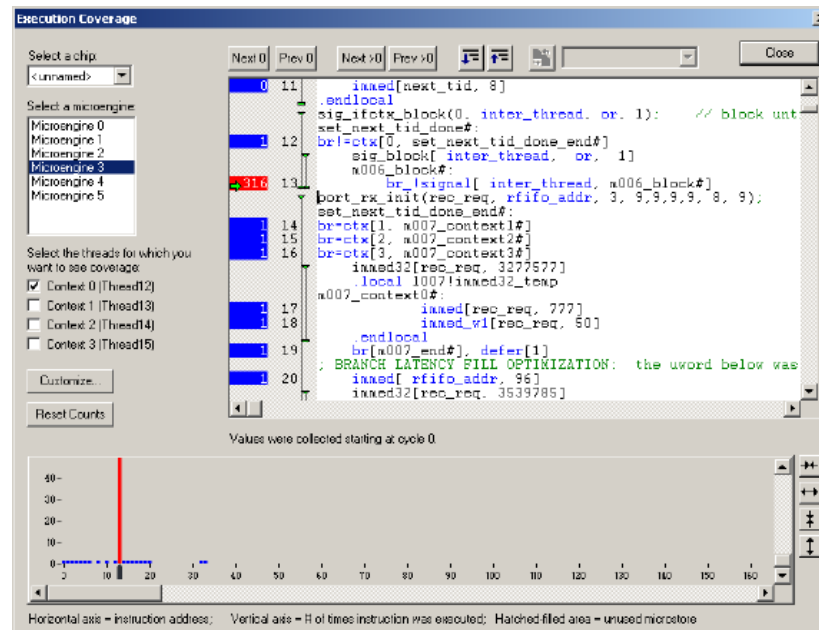 Execution Coverage
Select a chip:
<unnamed>
Select a microengine:
Microengine 0
Microengine 1
Microengine 2
Microengine 3
Microengine 4
Microengine 5
Select the threads for which you
want to see coverage:
Context 0 (Thread12)
Context 1 (Thread13)
Context 2 (Thread14)
Context 3 (Thread15)
Customize...
Reset Counts
Next 0 Prev 0 Next >0 Prev >0 Close
0 11 immed[next_tid, 8]
.endlocal
sig_ifctx_block(0, inter_thread, or, 1); // block unt
set_next_tid_done#:
1 12 br!=ctx[0, set_next_tid_done_end#]
sig_block[ inter_thread, or, 1]
m006_block#:
316 13 br_!signal[ inter_thread, m006_block#]
port_rx_init(rec_req, rfifo_addr, 3, 9,9,9,9, 8, 9);
set_next_tid_done_end#:
1 14 br=ctx[1, m007_context1#]
1 15 br=ctx[2, m007_context2#]
1 16 br=ctx[3, m007_context3#]
immed32[rec_req, 3277577]
.local 1007!immed32_temp
m007_context0#:
1 17 immed[rec_req, 777]
1 18 immed_w1[rec_req, 50]
.endlocal
1 19 br[m007_end#], defer[1]
; BRANCH LATENCY FILL OPTIMIZATION: the uword below was
1 20 immed[ rfifo_addr, 96]
immed32[rec_req, 3539785]
Values were collected starting at cycle 0.
40
30
20
10
0
0 10 20 30 40 50 60 70 80 90 100 110 120 130 140 150 160
Horizontal axis = instruction address; Vertical axis = # of times instruction was executed; Hatched-filled area = unused microstore